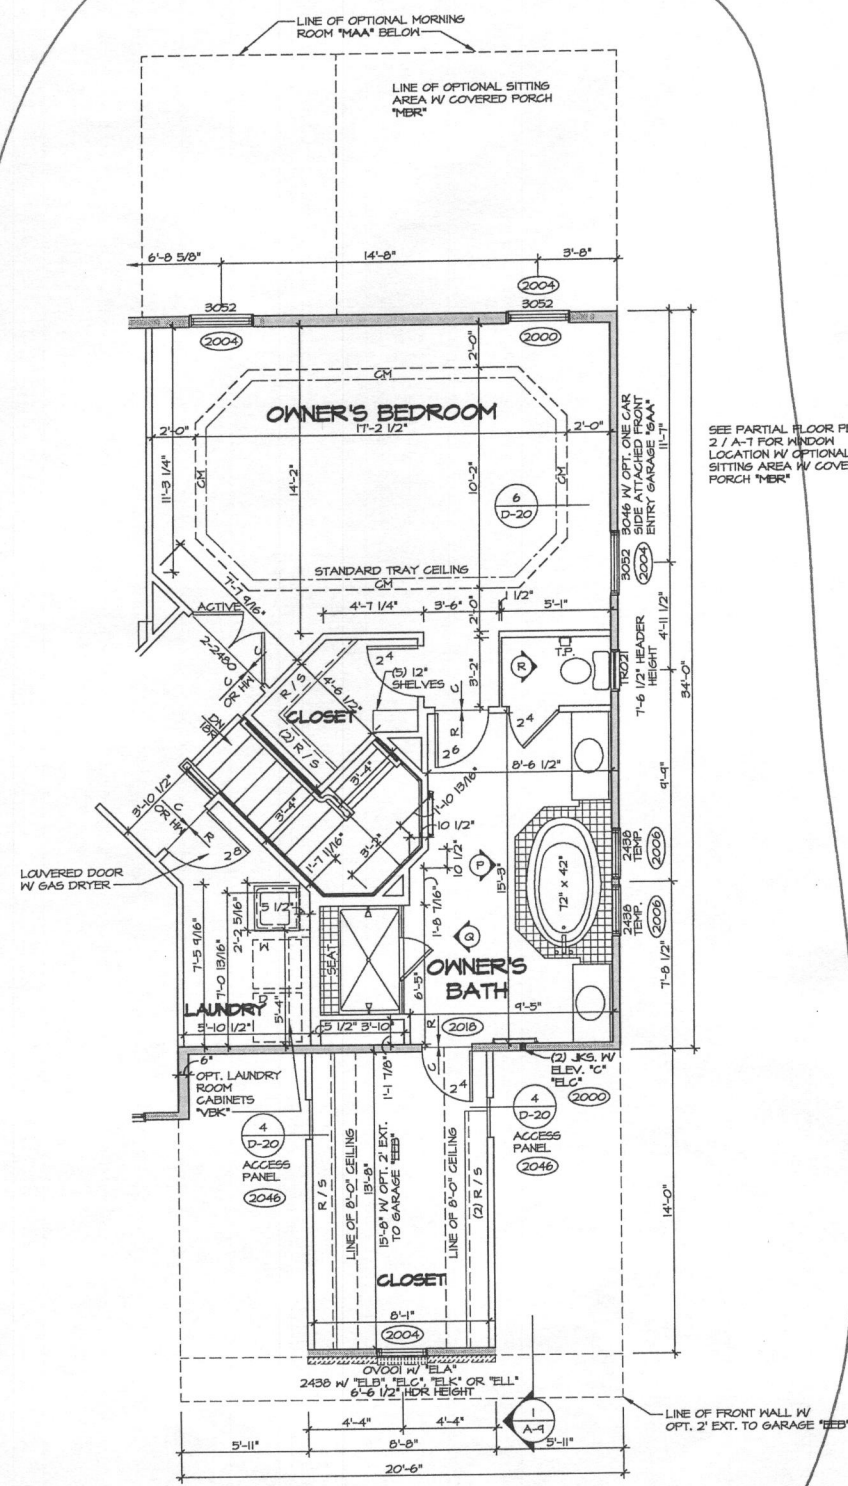 LINE OF OPTIONAL MORNING
ROOM "MAA" BELOW
LINE OF OPTIONAL SITTING
AREA W/ COVERED PORCH
"MBR"
6'-8 5/8"
14'-8"
3'-8"
2004
3052
3052
2004
2000
2'-0"
CM
OWNER'S BEDROOM
2'-0"
17'-2 1/2"
2'-0"
11'-3 1/4"
CM
14'-2"
10'-2"
CM
6
D-20
3046 W/ OPT. ONE CAR
SIDE ATTACHED FRONT
ENTRY GARAGE "GAA"
11'-7"
SEE PARTIAL FLOOR
2 / A-7 FOR WINDOW
LOCATION W/ OPTIONAL
SITTING AREA W/
PORCH "MBR"
3052
2004
STANDARD TRAY CEILING
CM
7'-7 9/16"
ACTIVE
4'-7 1/4"
3'-6"
2'-0"
1 1/2"
5'-1"
4'-11 1/2"
2-2480
C
C
OR HW
R / S
4'-6 1/2"
2 4
(5) 12"
SHELVES
3'-2"
R
T.P.
TR021
7'-6 1/2" HEADER
HEIGHT
34'-0"
CLOSET
C
R
2 6
2 4
DN
18R
(2) R / S
8'-6 1/2"
9'-9"
3'-10 1/2"
C
OR HW
R
2 8
3'-4"
3'-4"
1'-10 13/16"
10 1/2"
1'-7 11/16"
3'-2"
10 1/2"
P
15'-3"
72" x 42"
2438
TEMP.
2006
LOUVERED DOOR
W/ GAS DRYER
5 1/2"
1'-8 7/16"
2438
TEMP.
2006
7'-5 9/16"
7'-0 13/16"
2'-2 5/16"
W
SEAT
Q
OWNER'S
BATH
6'-5"
7'-8 1/2"
LAUNDRY
D
5'-4"
9'-5"
5'-10 1/2"
5 1/2"
3'-10"
R
2018
6"
OPT. LAUNDRY
ROOM
CABINETS
"VBK"
1'-1 7/8"
C
2 4
(2) JKS. W/
ELEV. "C"
"ELC"
2000
4
D-20
ACCESS
PANEL
2046
4
D-20
ACCESS
PANEL
2046
R / S
LINE OF 8'-0" CEILING
13'-8"
15'-8" W/ OPT. 2' EXT.
TO GARAGE "EEB"
LINE OF 8'-0" CEILING
(2) R / S
14'-0"
CLOSET
8'-1"
2004
OV001 W/ "ELA"
2438 W/ "ELB", "ELC", "ELK" OR "ELL"
6'-6 1/2" HDR HEIGHT
4'-4"
4'-4"
1
A-9
LINE OF FRONT WALL W/
OPT. 2' EXT. TO GARAGE "EEB"
5'-11"
8'-8"
5'-11"
20'-6"